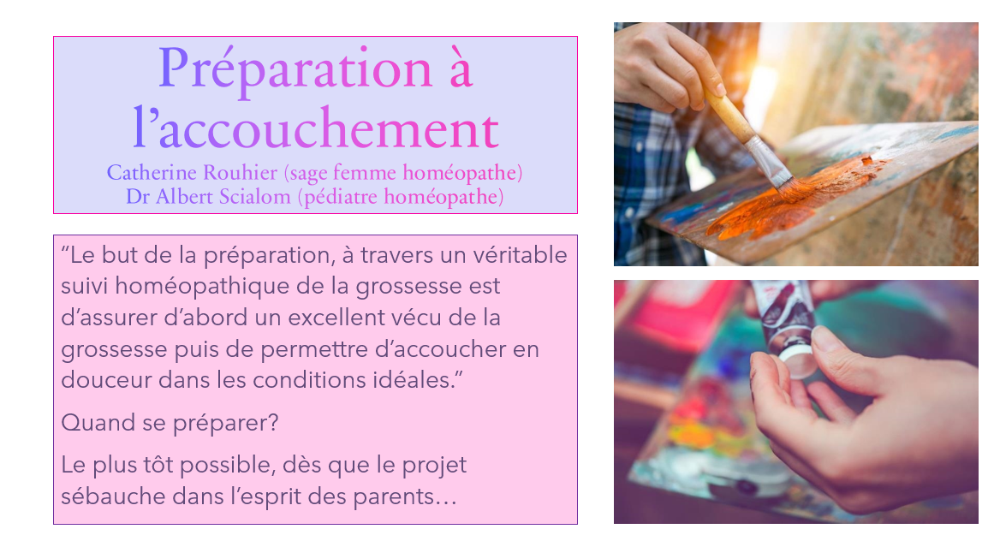 Préparation à
l’accouchement
Catherine Rouhier (sage femme homéopathe)
Dr Albert Scialom (pédiatre homéopathe)
“Le but de la préparation, à travers un véritable
suivi homéopathique de la grossesse est
d’assurer d’abord un excellent vécu de la
grossesse puis de permettre d’accoucher en
douceur dans les conditions idéales.”
Quand se préparer?
Le plus tôt possible, dès que le projet
sébauche dans l’esprit des parents…